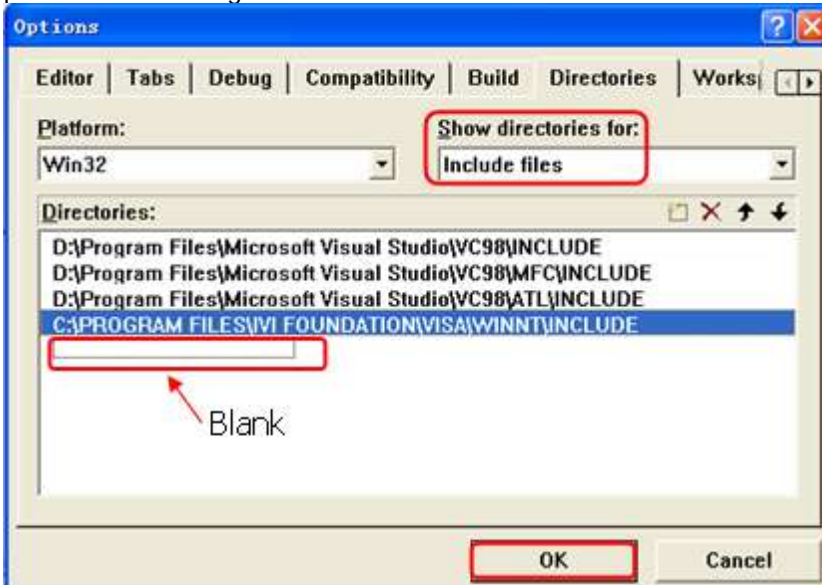 Options
Editor Tabs Debug Compatibility Build Directories
Platform: Show directories for:
Win32 Include files
Directories:
D:\Program Files\Microsoft Visual Studio\VC98\INCLUDE
D:\Program Files\Microsoft Visual Studio\VC98\MFC\INCLUDE
D:\Program Files\Microsoft Visual Studio\VC98\ATL\INCLUDE
C:\PROGRAM FILES\IVI FOUNDATION\VISA\WINNT\INCLUDE
Blank
OK Cancel